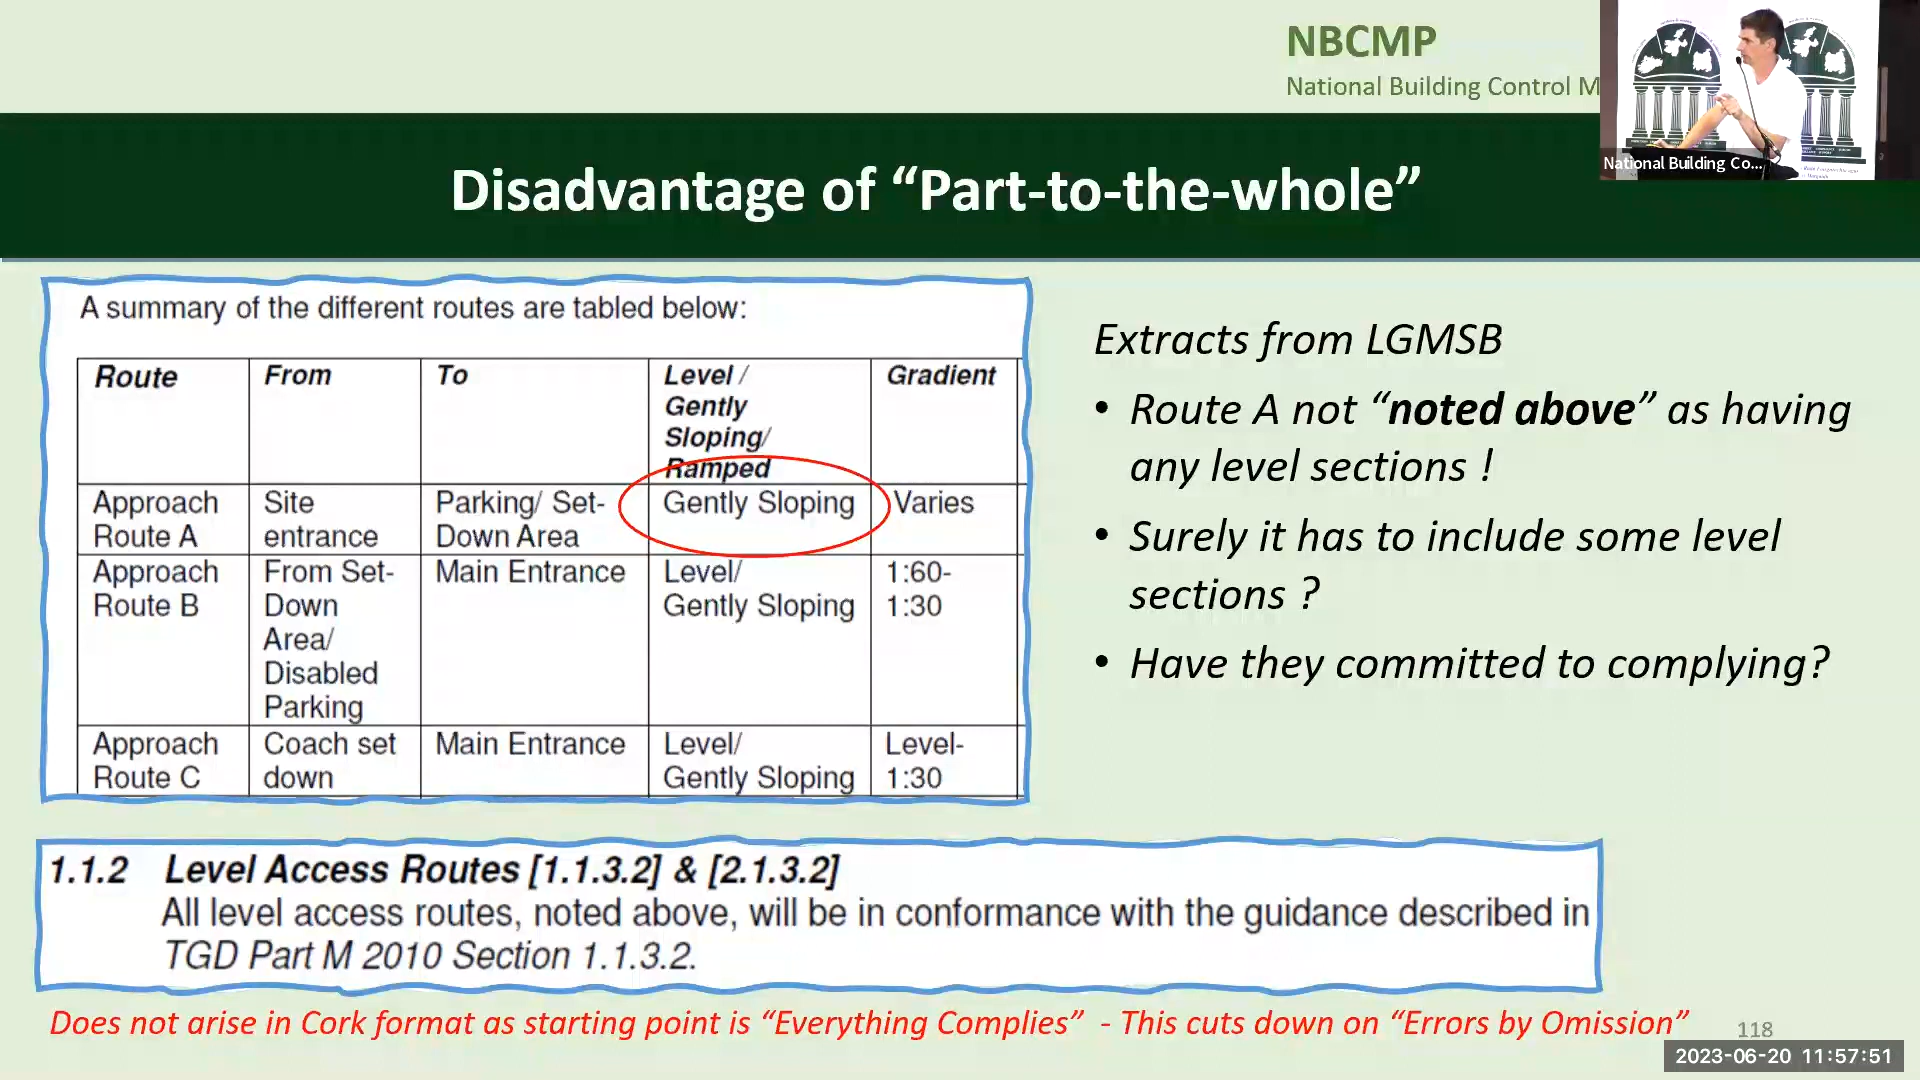 NBCMP
National Building Control M
National Building Co...
Disadvantage of “Part-to-the-whole”
A summary of the different routes are tabled below:
Route From To Level / Gently Sloping/ Ramped Gradient
Approach Route A Site entrance Parking/ Set-Down Area Gently Sloping Varies
Approach Route B From Set-Down Area/ Disabled Parking Main Entrance Level/ Gently Sloping 1:60-1:30
Approach Route C Coach set down Main Entrance Level/ Gently Sloping Level-1:30
Extracts from LGMSB
• Route A not “noted above” as having
any level sections !
• Surely it has to include some level
sections ?
• Have they committed to complying?
1.1.2 Level Access Routes [1.1.3.2] & [2.1.3.2]
All level access routes, noted above, will be in conformance with the guidance described in
TGD Part M 2010 Section 1.1.3.2.
Does not arise in Cork format as starting point is “Everything Complies” - This cuts down on “Errors by Omission”
118
2023-06-20 11:57:51